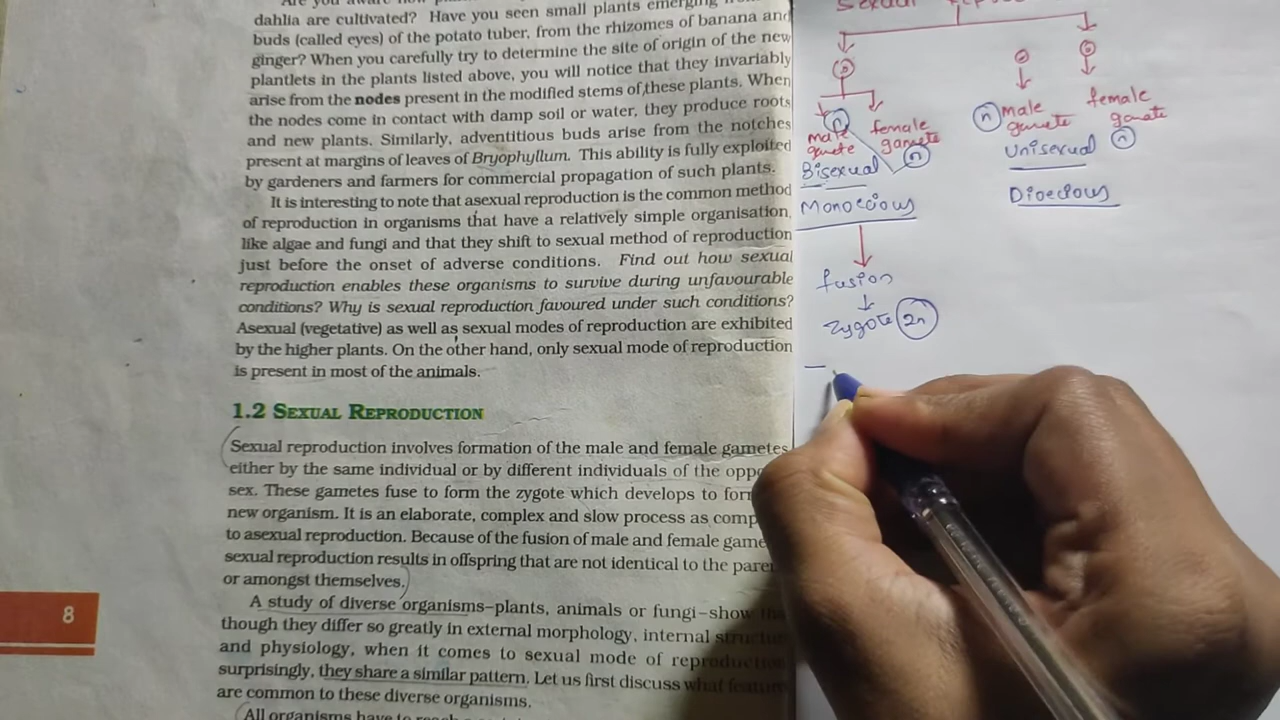 dahlia are cultivated? Have you seen small plants emerging
buds (called eyes) of the potato tuber, from the rhizomes of banana and
ginger? When you carefully try to determine the site of origin of the new
plantlets in the plants listed above, you will notice that they invariably
arise from the nodes present in the modified stems of these plants. When
the nodes come in contact with damp soil or water, they produce roots
and new plants. Similarly, adventitious buds arise from the notches
present at margins of leaves of Bryophyllum. This ability is fully exploited
by gardeners and farmers for commercial propagation of such plants.
It is interesting to note that asexual reproduction is the common method
of reproduction in organisms that have a relatively simple organisation,
like algae and fungi and that they shift to sexual method of reproduction
just before the onset of adverse conditions. Find out how sexual
reproduction enables these organisms to survive during unfavourable
conditions? Why is sexual reproduction favoured under such conditions?
Asexual (vegetative) as well as sexual modes of reproduction are exhibited
by the higher plants. On the other hand, only sexual mode of reproduction
is present in most of the animals.
1.2 SEXUAL REPRODUCTION
Sexual reproduction involves formation of the male and female gametes,
either by the same individual or by different individuals of the
sex. These gametes fuse to form the zygote which develops to
new organism. It is an elaborate, complex and slow process as
to asexual reproduction. Because of the fusion of male and female
sexual reproduction results in offspring that are not identical to the
or amongst themselves.
8
A study of diverse organisms–plants, animals or fungi–show
though they differ so greatly in external morphology, internal
and physiology, when it comes to sexual mode of
surprisingly, they share a similar pattern. Let us first discuss what
are common to these diverse organisms.
All organisms have to
Sexual
n
male
gamete
female
gamete
n
Bisexual
Monoecious
n
male
gamete
female
gamate
n
Unisexual
Dioecious
fusion
Zygote 2n